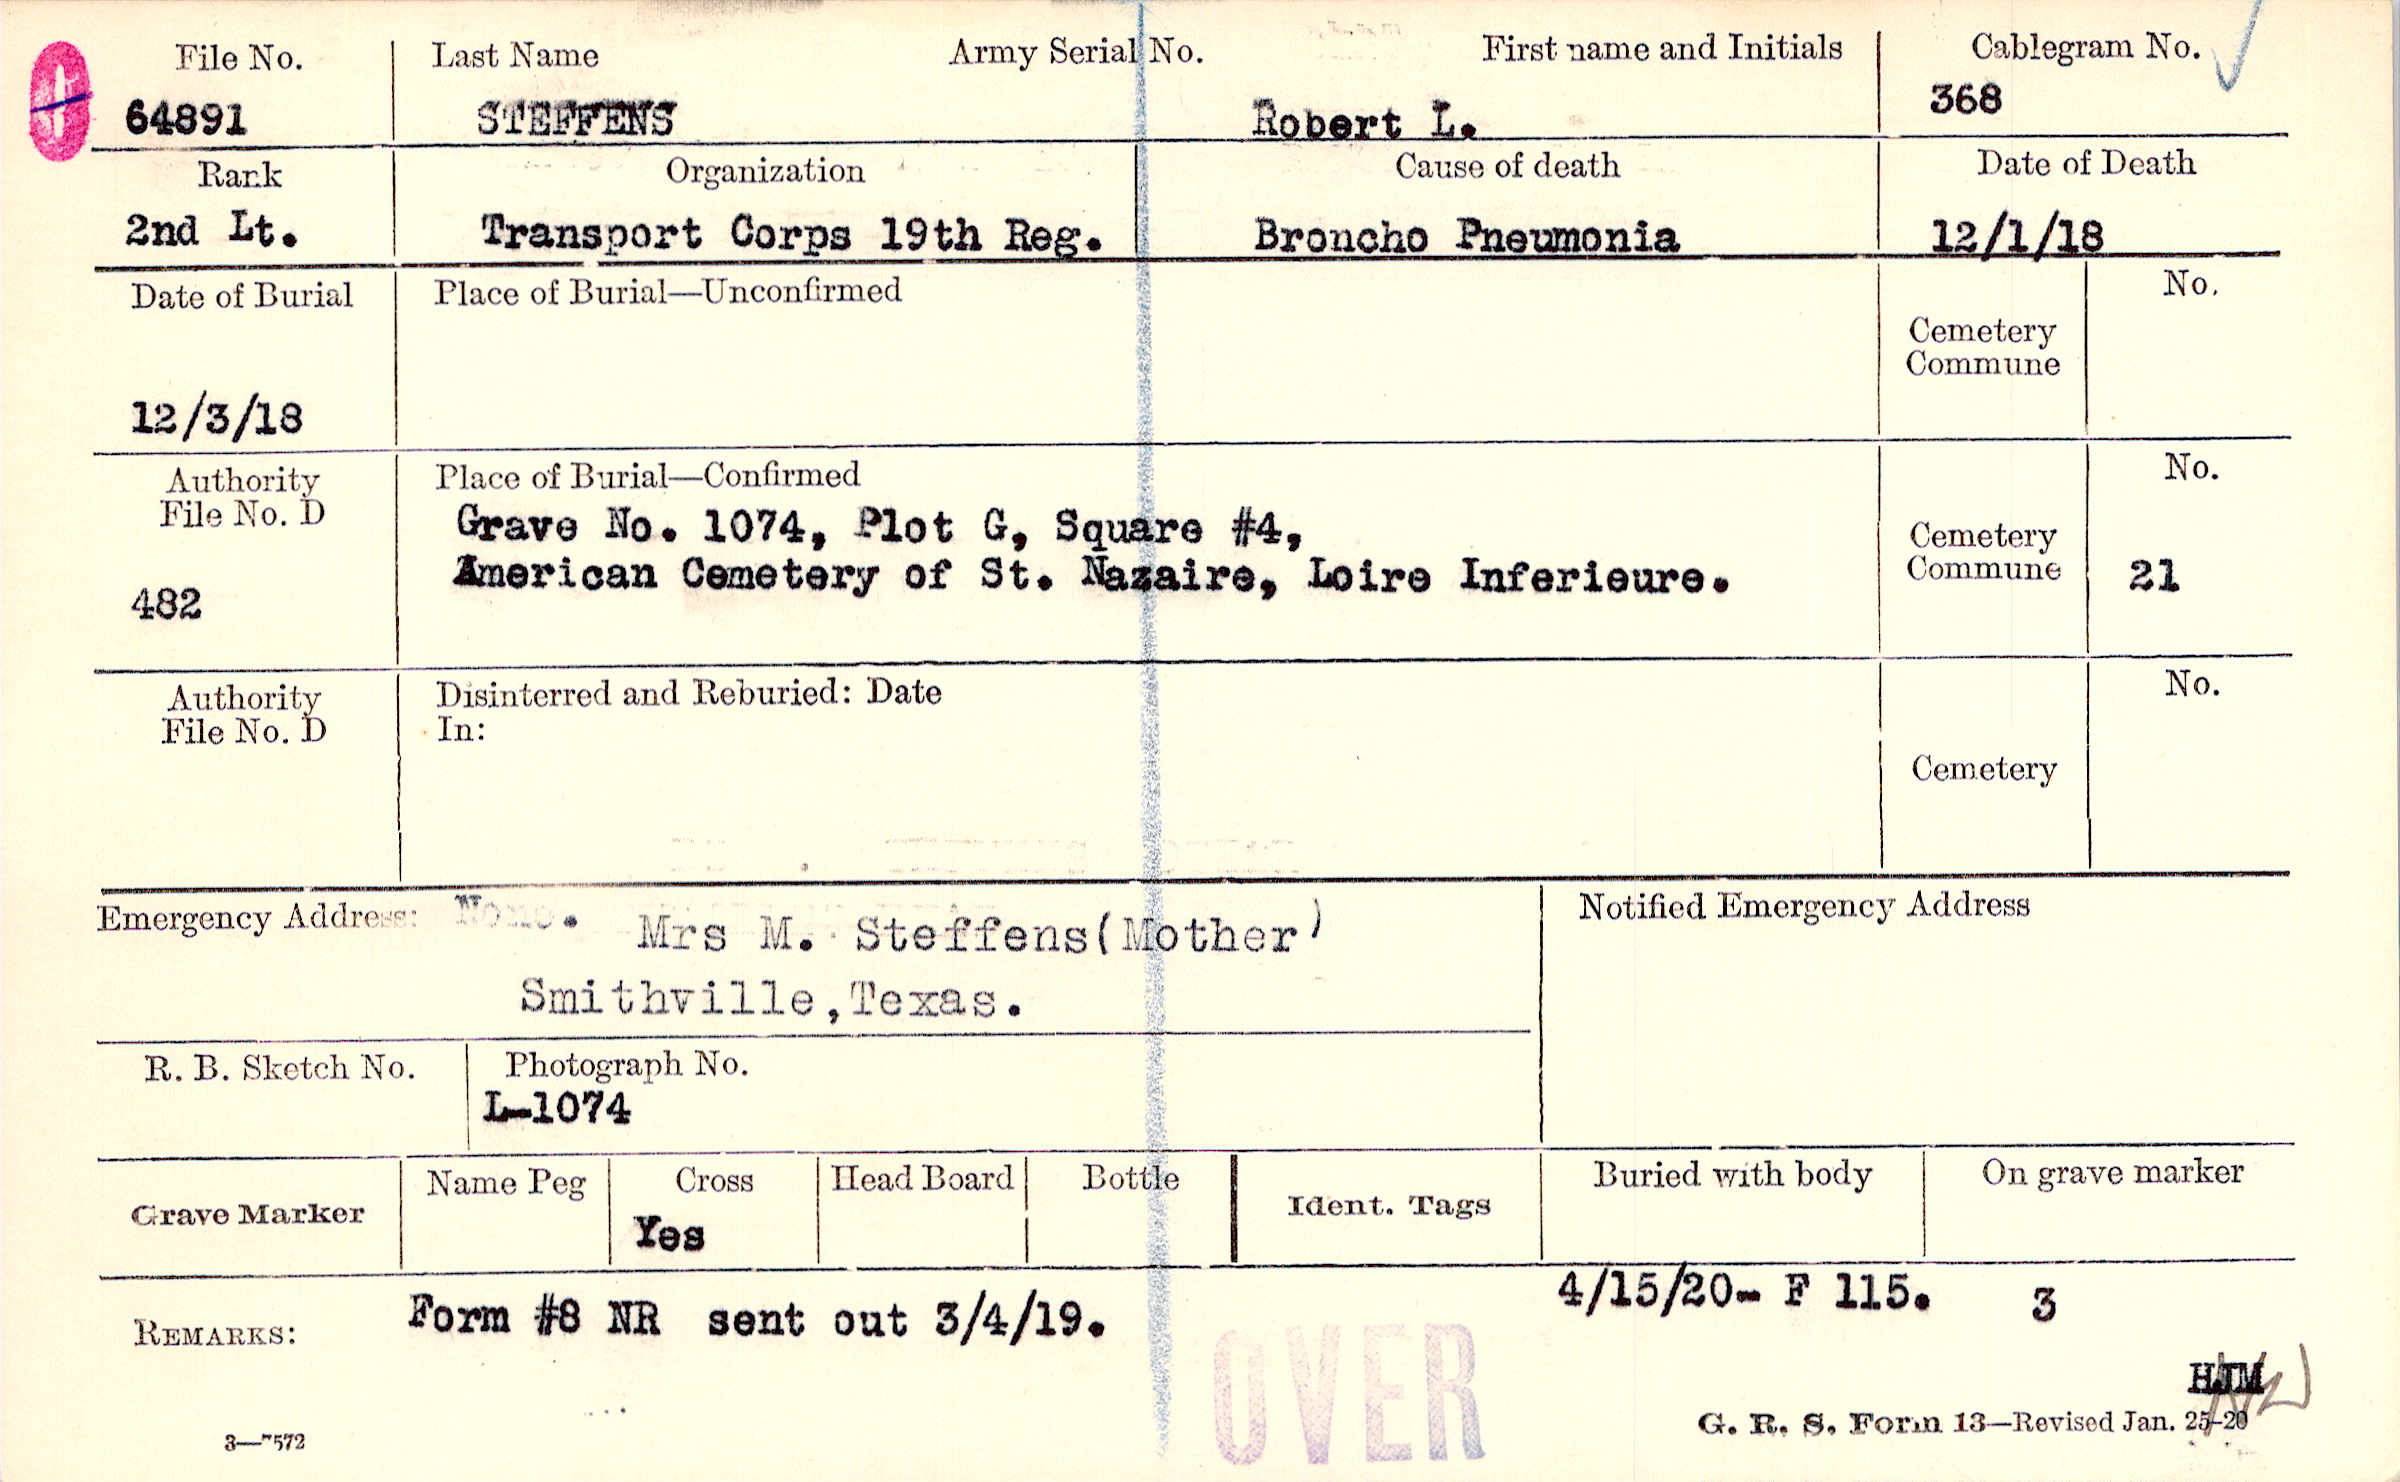 File No. Last Name Army Serial No. First name and Initials Cablegram No.
64891 STEFFENS Robert L. 368
Rank Organization Cause of death Date of Death
2nd Lt. Transport Corps 19th Reg. Broncho Pneumonia 12/1/18
Date of Burial Place of Burial—Unconfirmed No.
Cemetery
Commune
12/3/18
Authority Place of Burial—Confirmed No.
File No. D
Grave No. 1074, Plot G, Square #4,
Cemetery
American Cemetery of St. Nazaire, Loire Inferieure. Commune 21
482
Authority Disinterred and Reburied: Date No.
File No. D In:
Cemetery
Emergency Address: None. Mrs M. Steffens(Mother) Notified Emergency Address
Smithville,Texas.
R. B. Sketch No. Photograph No.
L-1074
Grave Marker Name Peg Cross Head Board Bottle Ident. Tags Buried with body On grave marker
Yes
4/15/20- F 115. 3
REMARKS: Form #8 NR sent out 3/4/19.
OVER
HJM
G. R. S. Form 13—Revised Jan. 25-20